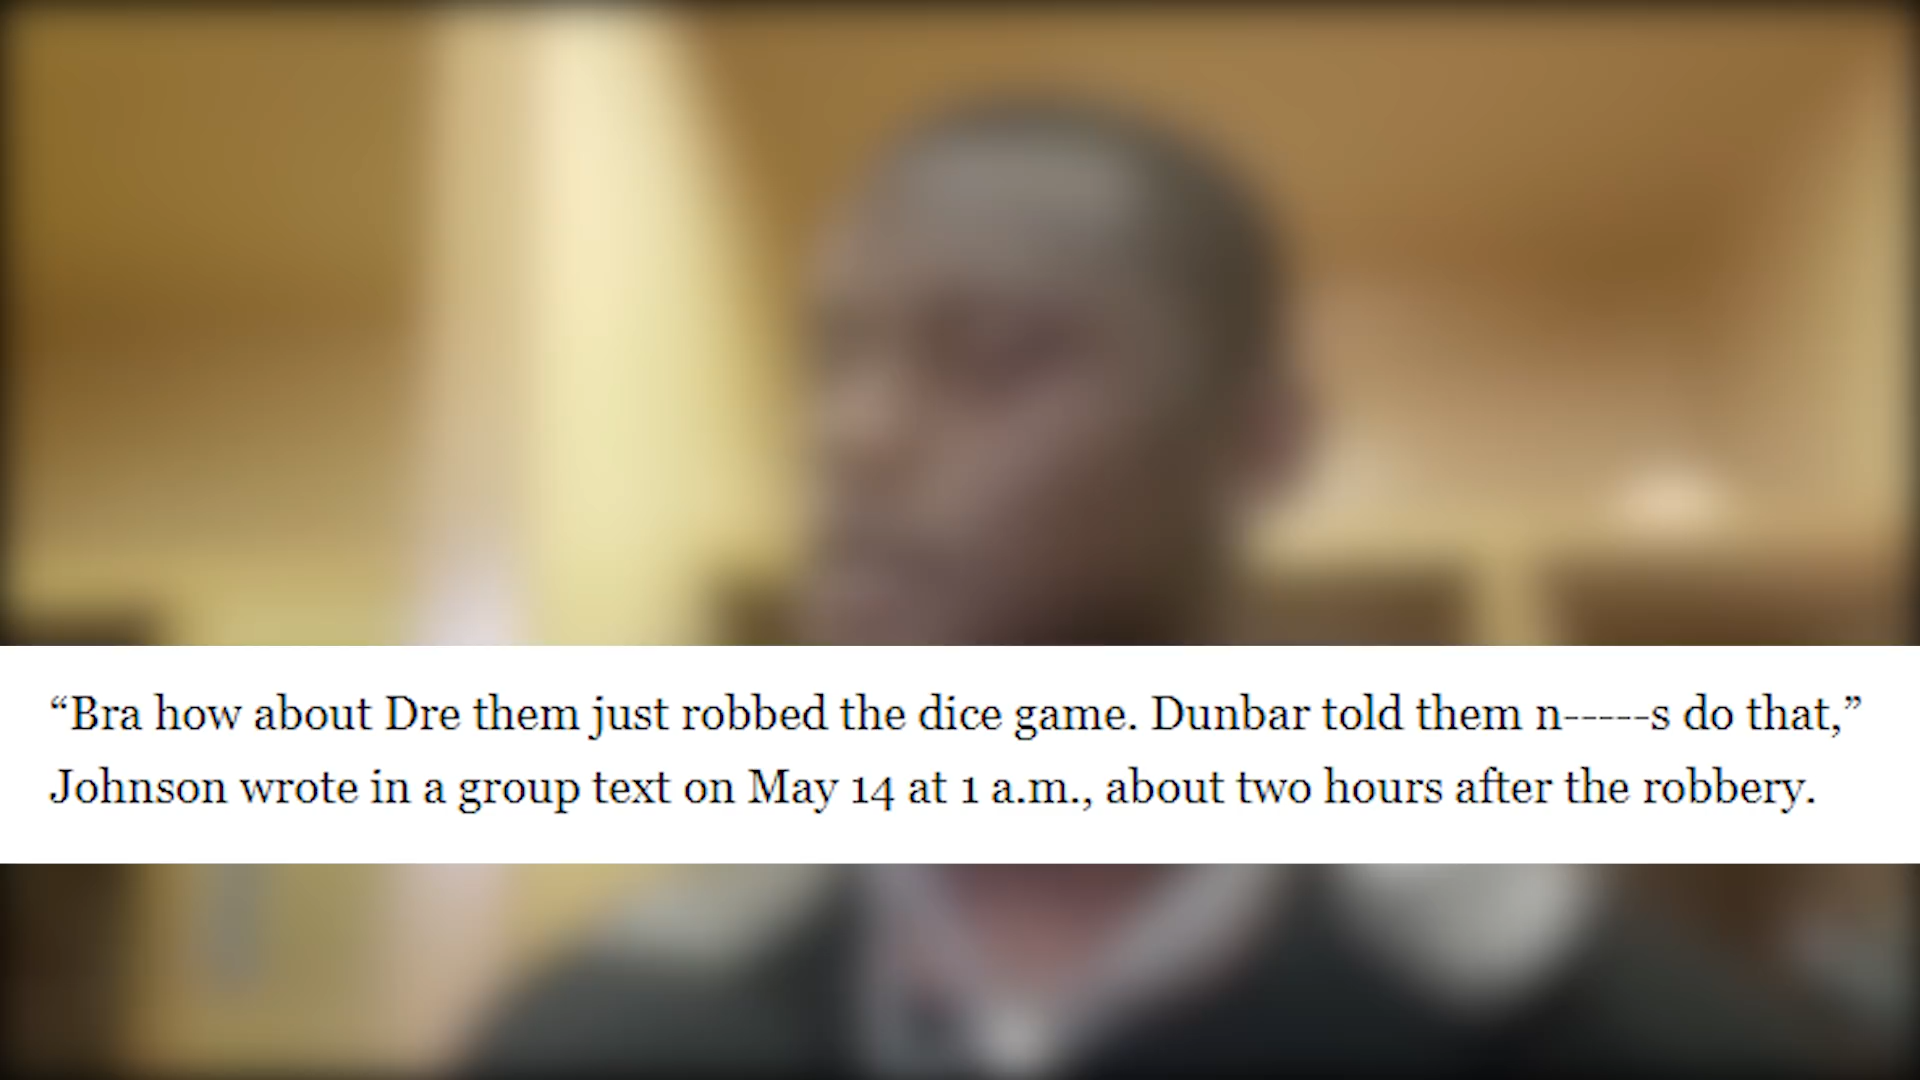 “Bra how about Dre them just robbed the dice game. Dunbar told them n-----s do that,”
Johnson wrote in a group text on May 14 at 1 a.m., about two hours after the robbery.